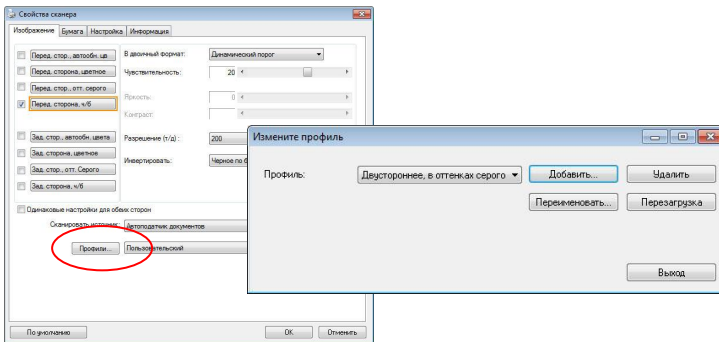 Свойства сканера
Изображение Бумага Настройка Информация
Перед. стор., автообн. цв
Перед. сторона, цветное
Перед. стор., отт. серого
Перед. сторона, ч/б
Зад. стор., автообн. цвета
Зад. сторона, цветное
Зад. стор., отт. Серого
Зад. сторона, ч/б
В двоичный формат: Динамический порог
Чувствительность: 20
Яркость: 0
Контраст:
Разрешение (т/д) : 200
Инвертировать: Черное по б
Одинаковые настройки для обеих сторон
Сканировать источник: Автоподатчик документов
Профили... Пользовательский
По умолчанию OK Отменить
Измените профиль
Профиль: Двустороннее, в оттенках серого Добавить... Удалить
Переименовать... Перезагрузка
Выход